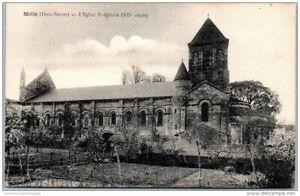 Melle (Deux-Sèvres) — L'Eglise St-Hilaire (XIIe siècle)